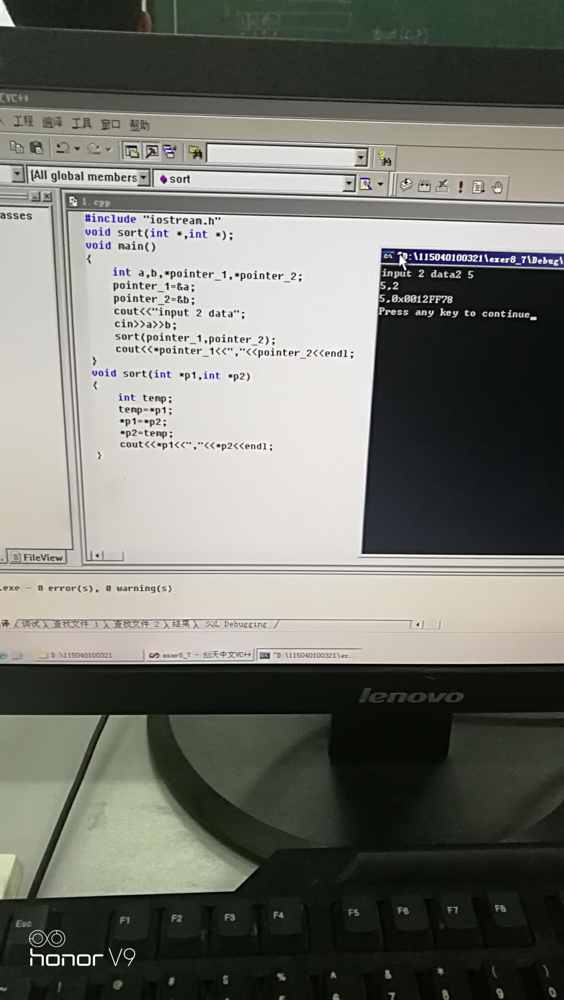 VC++
工程 编译 工具 窗口 帮助
(All global members
sort
asses
1.cpp
#include "iostream.h"
void sort(int *,int *);
void main()
{
int a,b,*pointer_1,*pointer_2;
pointer_1=&a;
pointer_2=&b;
cout<<"input 2 data";
cin>>a>>b;
sort(pointer_1,pointer_2);
cout<<*pointer_1<<","<<pointer_2<<endl;
}
void sort(int *p1,int *p2)
{
int temp;
temp=*p1;
*p1=*p2;
*p2=temp;
cout<<*p1<<","<<*p2<<endl;
}
"D:\115040100321\exer8_7\Debug\
input 2 data2 5
5,2
5,0x0012FF78
Press any key to continue_
FileView
.exe - 0 error(s), 0 warning(s)
译 调试 查找文件 1 查找文件 2 结果 SQL Debugging
D:\115040100321
exer8_7 - 创天中文VC++
"D:\115040100321\ex...
lenovo
Esc F1 F2 F3 F4 F5 F6 F7 F8
honor V9
~ ! @ # $ % ^ & * ( )
6 7 8 9 0